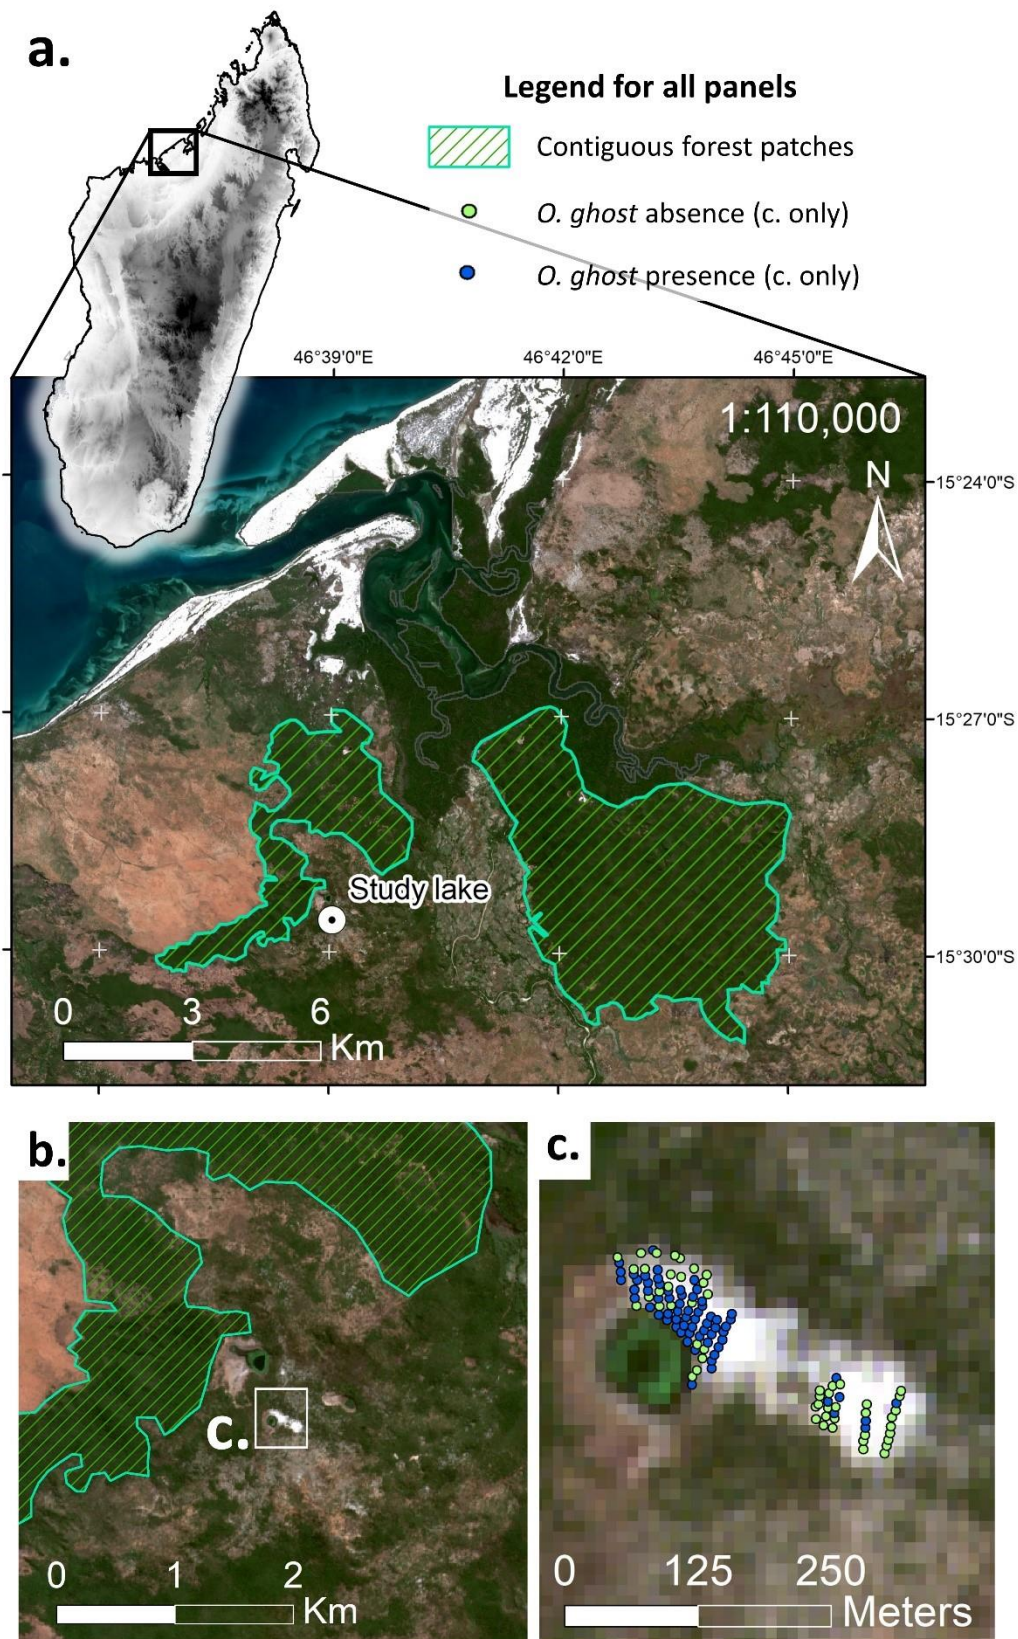 a.
Legend for all panels
Contiguous forest patches
O. ghost absence (c. only)
O. ghost presence (c. only)
46°39'0"E 46°42'0"E 46°45'0"E
1:110,000
N
15°24'0"S
15°27'0"S
Study lake
15°30'0"S
0 3 6
Km
b.
c.
0 1 2
Km
c.
0 125 250
Meters